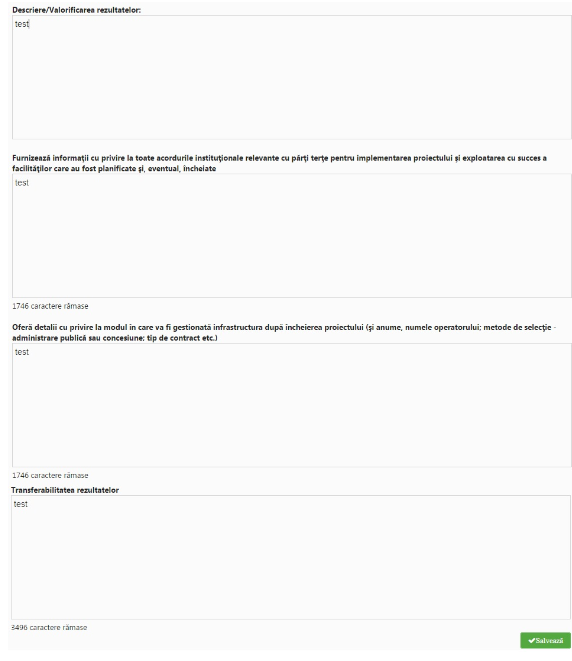 Descriere/Valorificarea rezultatelor:
test
Furnizează informații cu privire la toate acordurile instituționale relevante cu părți terțe pentru implementarea proiectului și exploatarea cu succes a
facilităților care au fost planificate și, eventual, încheiate
test
1746 caractere rămase
Oferă detalii cu privire la modul în care va fi gestionată infrastructura după încheierea proiectului (și anume, numele operatorului; metode de selecție -
administrare publică sau concesiune; tip de contract etc.)
test
1746 caractere rămase
Transferabilitatea rezultatelor
test
3496 caractere rămase
✔Salvează